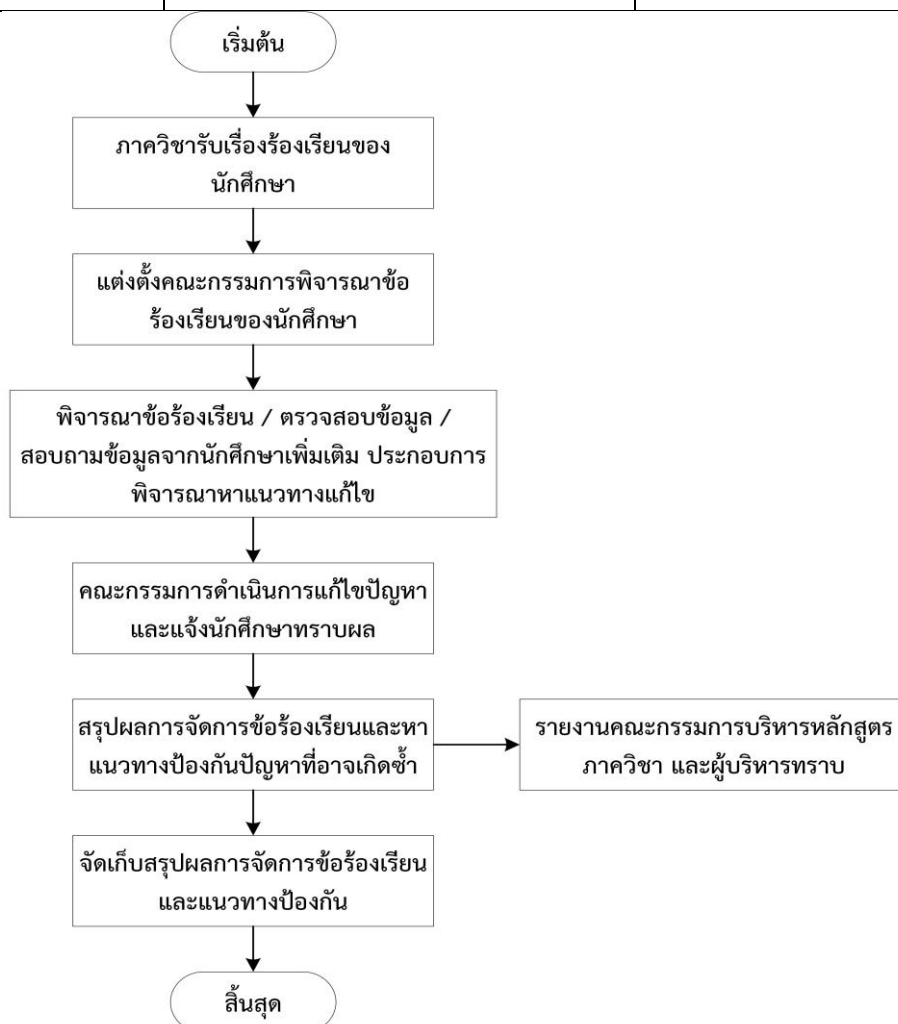 เริ่มต้น
ภาควิชารับเรื่องร้องเรียนของ
นักศึกษา
แต่งตั้งคณะกรรมการพิจารณาข้อ
ร้องเรียนของนักศึกษา
พิจารณาข้อร้องเรียน / ตรวจสอบข้อมูล /
สอบถามข้อมูลจากนักศึกษาเพิ่มเติม ประกอบการ
พิจารณาหาแนวทางแก้ไข
คณะกรรมการดำเนินการแก้ไขปัญหา
และแจ้งนักศึกษาทราบผล
สรุปผลการจัดการข้อร้องเรียนและหา
แนวทางป้องกันปัญหาที่อาจเกิดซ้ำ
รายงานคณะกรรมการบริหารหลักสูตร
ภาควิชา และผู้บริหารทราบ
จัดเก็บสรุปผลการจัดการข้อร้องเรียน
และแนวทางป้องกัน
สิ้นสุด